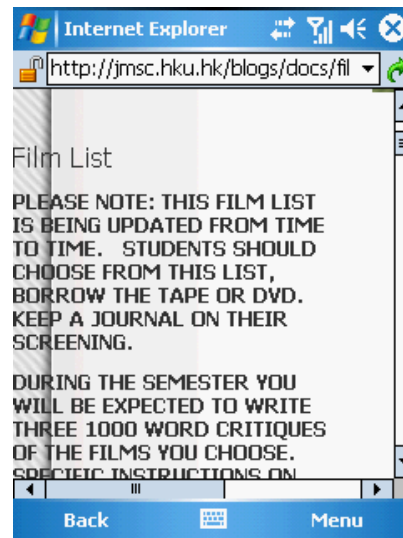 Internet Explorer
http://jmsc.hku.hk/blogs/docs/fil
Film List
PLEASE NOTE: THIS FILM LIST
IS BEING UPDATED FROM TIME
TO TIME. STUDENTS SHOULD
CHOOSE FROM THIS LIST,
BORROW THE TAPE OR DVD.
KEEP A JOURNAL ON THEIR
SCREENING.
DURING THE SEMESTER YOU
WILL BE EXPECTED TO WRITE
THREE 1000 WORD CRITIQUES
OF THE FILMS YOU CHOOSE.
SPECIFIC INSTRUCTIONS ON
Back
Menu